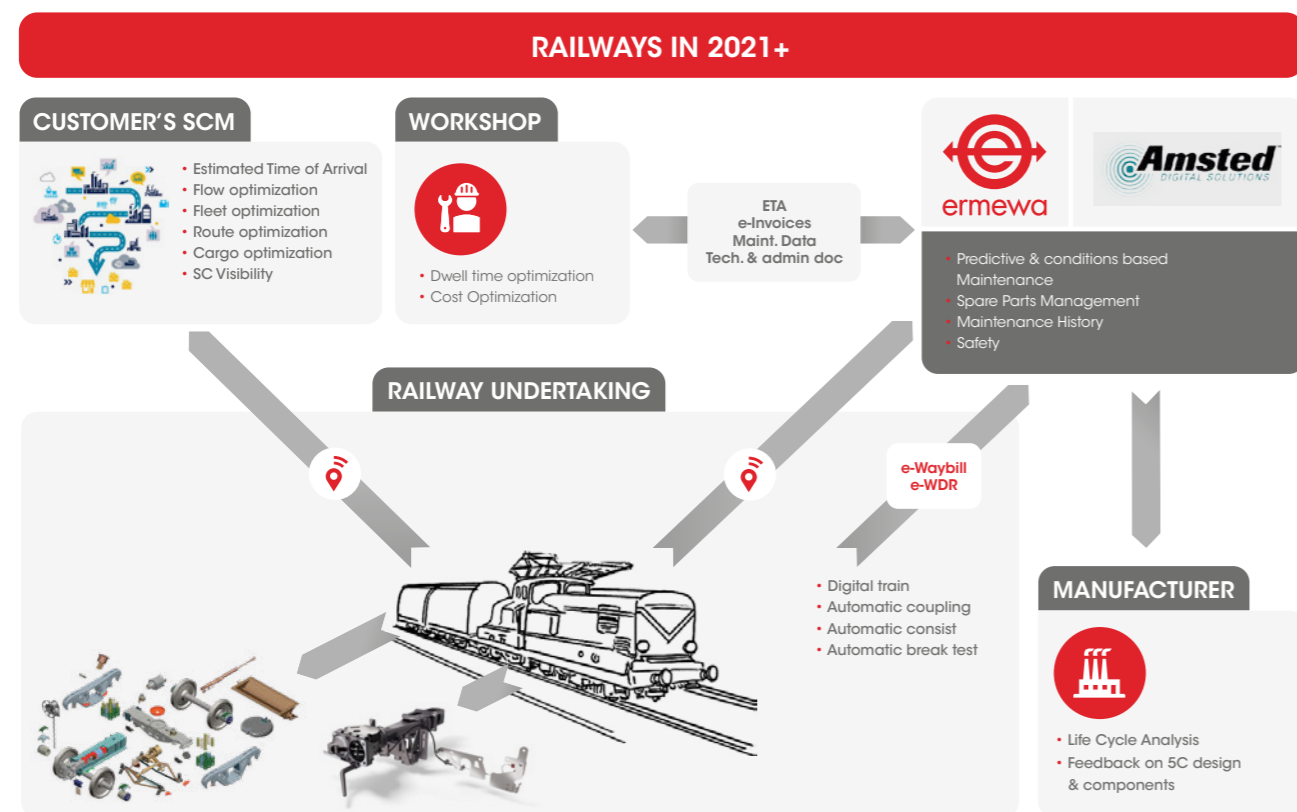 RAILWAYS IN 2021+
CUSTOMER'S SCM
• Estimated Time of Arrival
• Flow optimization
• Fleet optimization
• Route optimization
• Cargo optimization
• SC Visibility
WORKSHOP
• Dwell time optimization
• Cost Optimization
ETA
e-Invoices
Maint. Data
Tech. & admin doc
ermewa
Amsted
DIGITAL SOLUTIONS
• Predictive & conditions based
Maintenance
• Spare Parts Management
• Maintenance History
• Safety
RAILWAY UNDERTAKING
e-Waybill
e-WDR
• Digital train
• Automatic coupling
• Automatic consist
• Automatic break test
MANUFACTURER
• Life Cycle Analysis
• Feedback on 5C design
& components